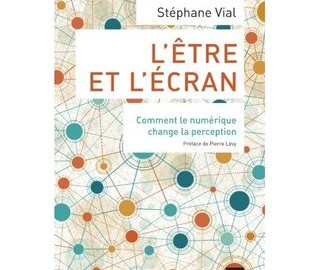 Stéphane Vial
L'ÊTRE
ET L'ÉCRAN
Comment le numérique
change la perception
Préface de Pierre Lévy